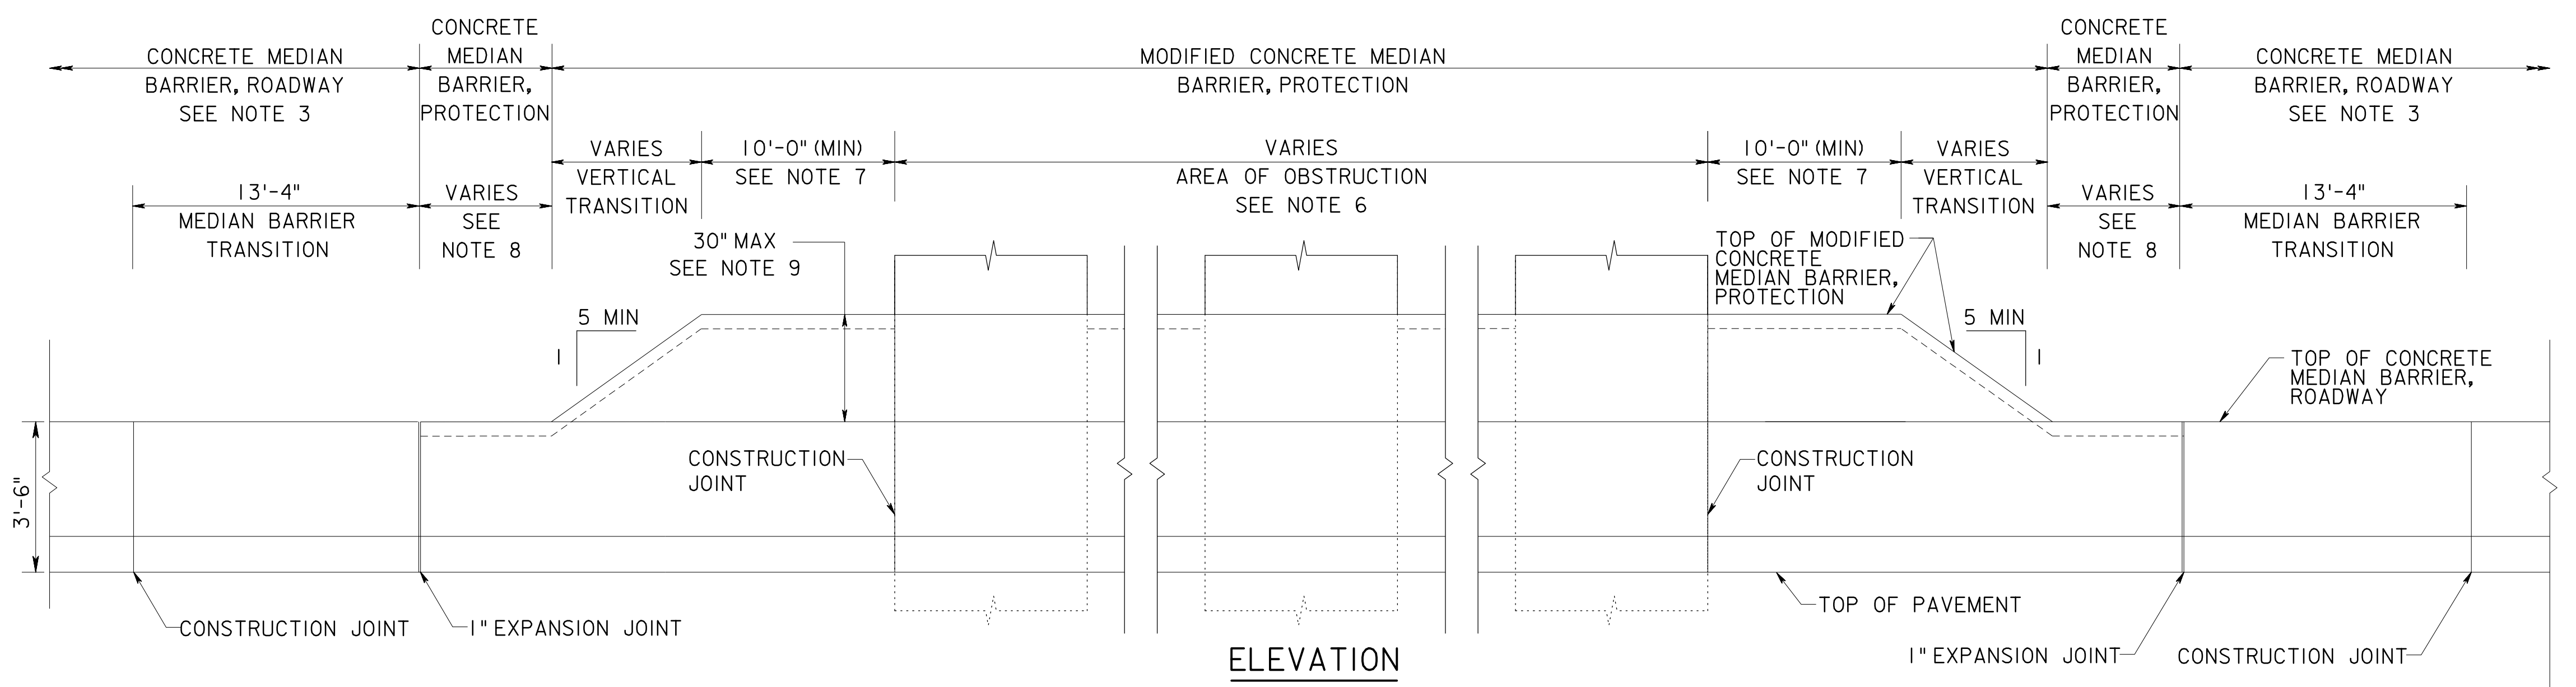 CONCRETE MEDIAN
BARRIER, ROADWAY
SEE NOTE 3
CONCRETE
MEDIAN
BARRIER,
PROTECTION
MODIFIED CONCRETE MEDIAN
BARRIER, PROTECTION
CONCRETE
MEDIAN
BARRIER,
PROTECTION
CONCRETE MEDIAN
BARRIER, ROADWAY
SEE NOTE 3
13'-4"
MEDIAN BARRIER
TRANSITION
VARIES
SEE
NOTE 8
VARIES
VERTICAL
TRANSITION
10'-0" (MIN)
SEE NOTE 7
VARIES
AREA OF OBSTRUCTION
SEE NOTE 6
10'-0" (MIN)
SEE NOTE 7
VARIES
VERTICAL
TRANSITION
VARIES
SEE
NOTE 8
13'-4"
MEDIAN BARRIER
TRANSITION
30" MAX
SEE NOTE 9
TOP OF MODIFIED
CONCRETE
MEDIAN BARRIER,
PROTECTION
5 MIN
1
5 MIN
1
TOP OF CONCRETE
MEDIAN BARRIER,
ROADWAY
3'-6"
CONSTRUCTION
JOINT
CONSTRUCTION
JOINT
TOP OF PAVEMENT
CONSTRUCTION JOINT
1" EXPANSION JOINT
1" EXPANSION JOINT
CONSTRUCTION JOINT
ELEVATION